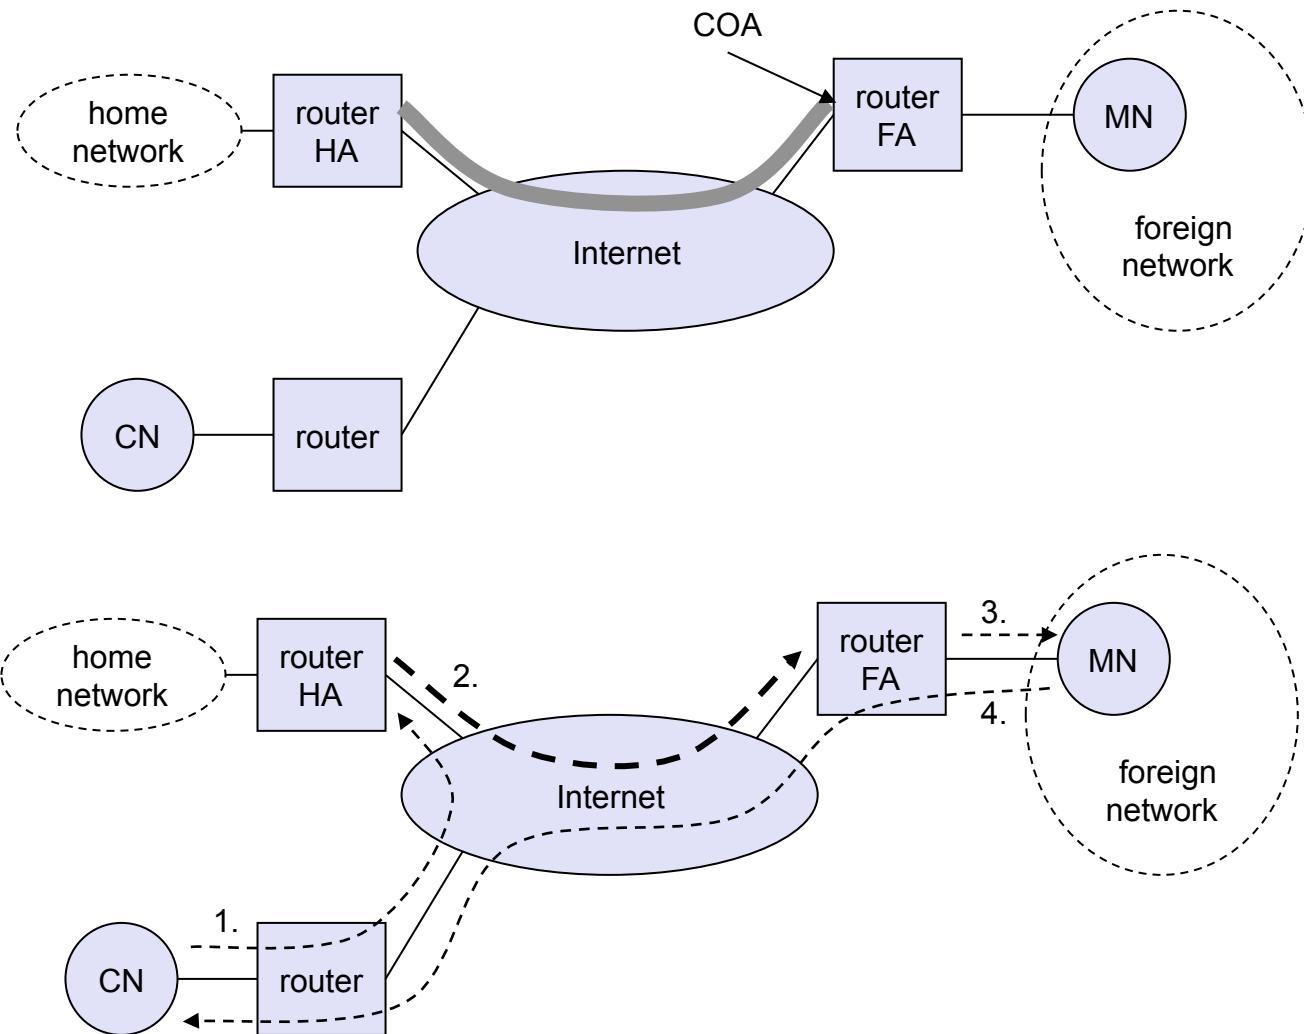 COA
home
network
router
HA
router
FA
MN
Internet
foreign
network
CN
router
home
network
router
HA
2.
router
FA
3.
MN
4.
Internet
foreign
network
1.
CN
router